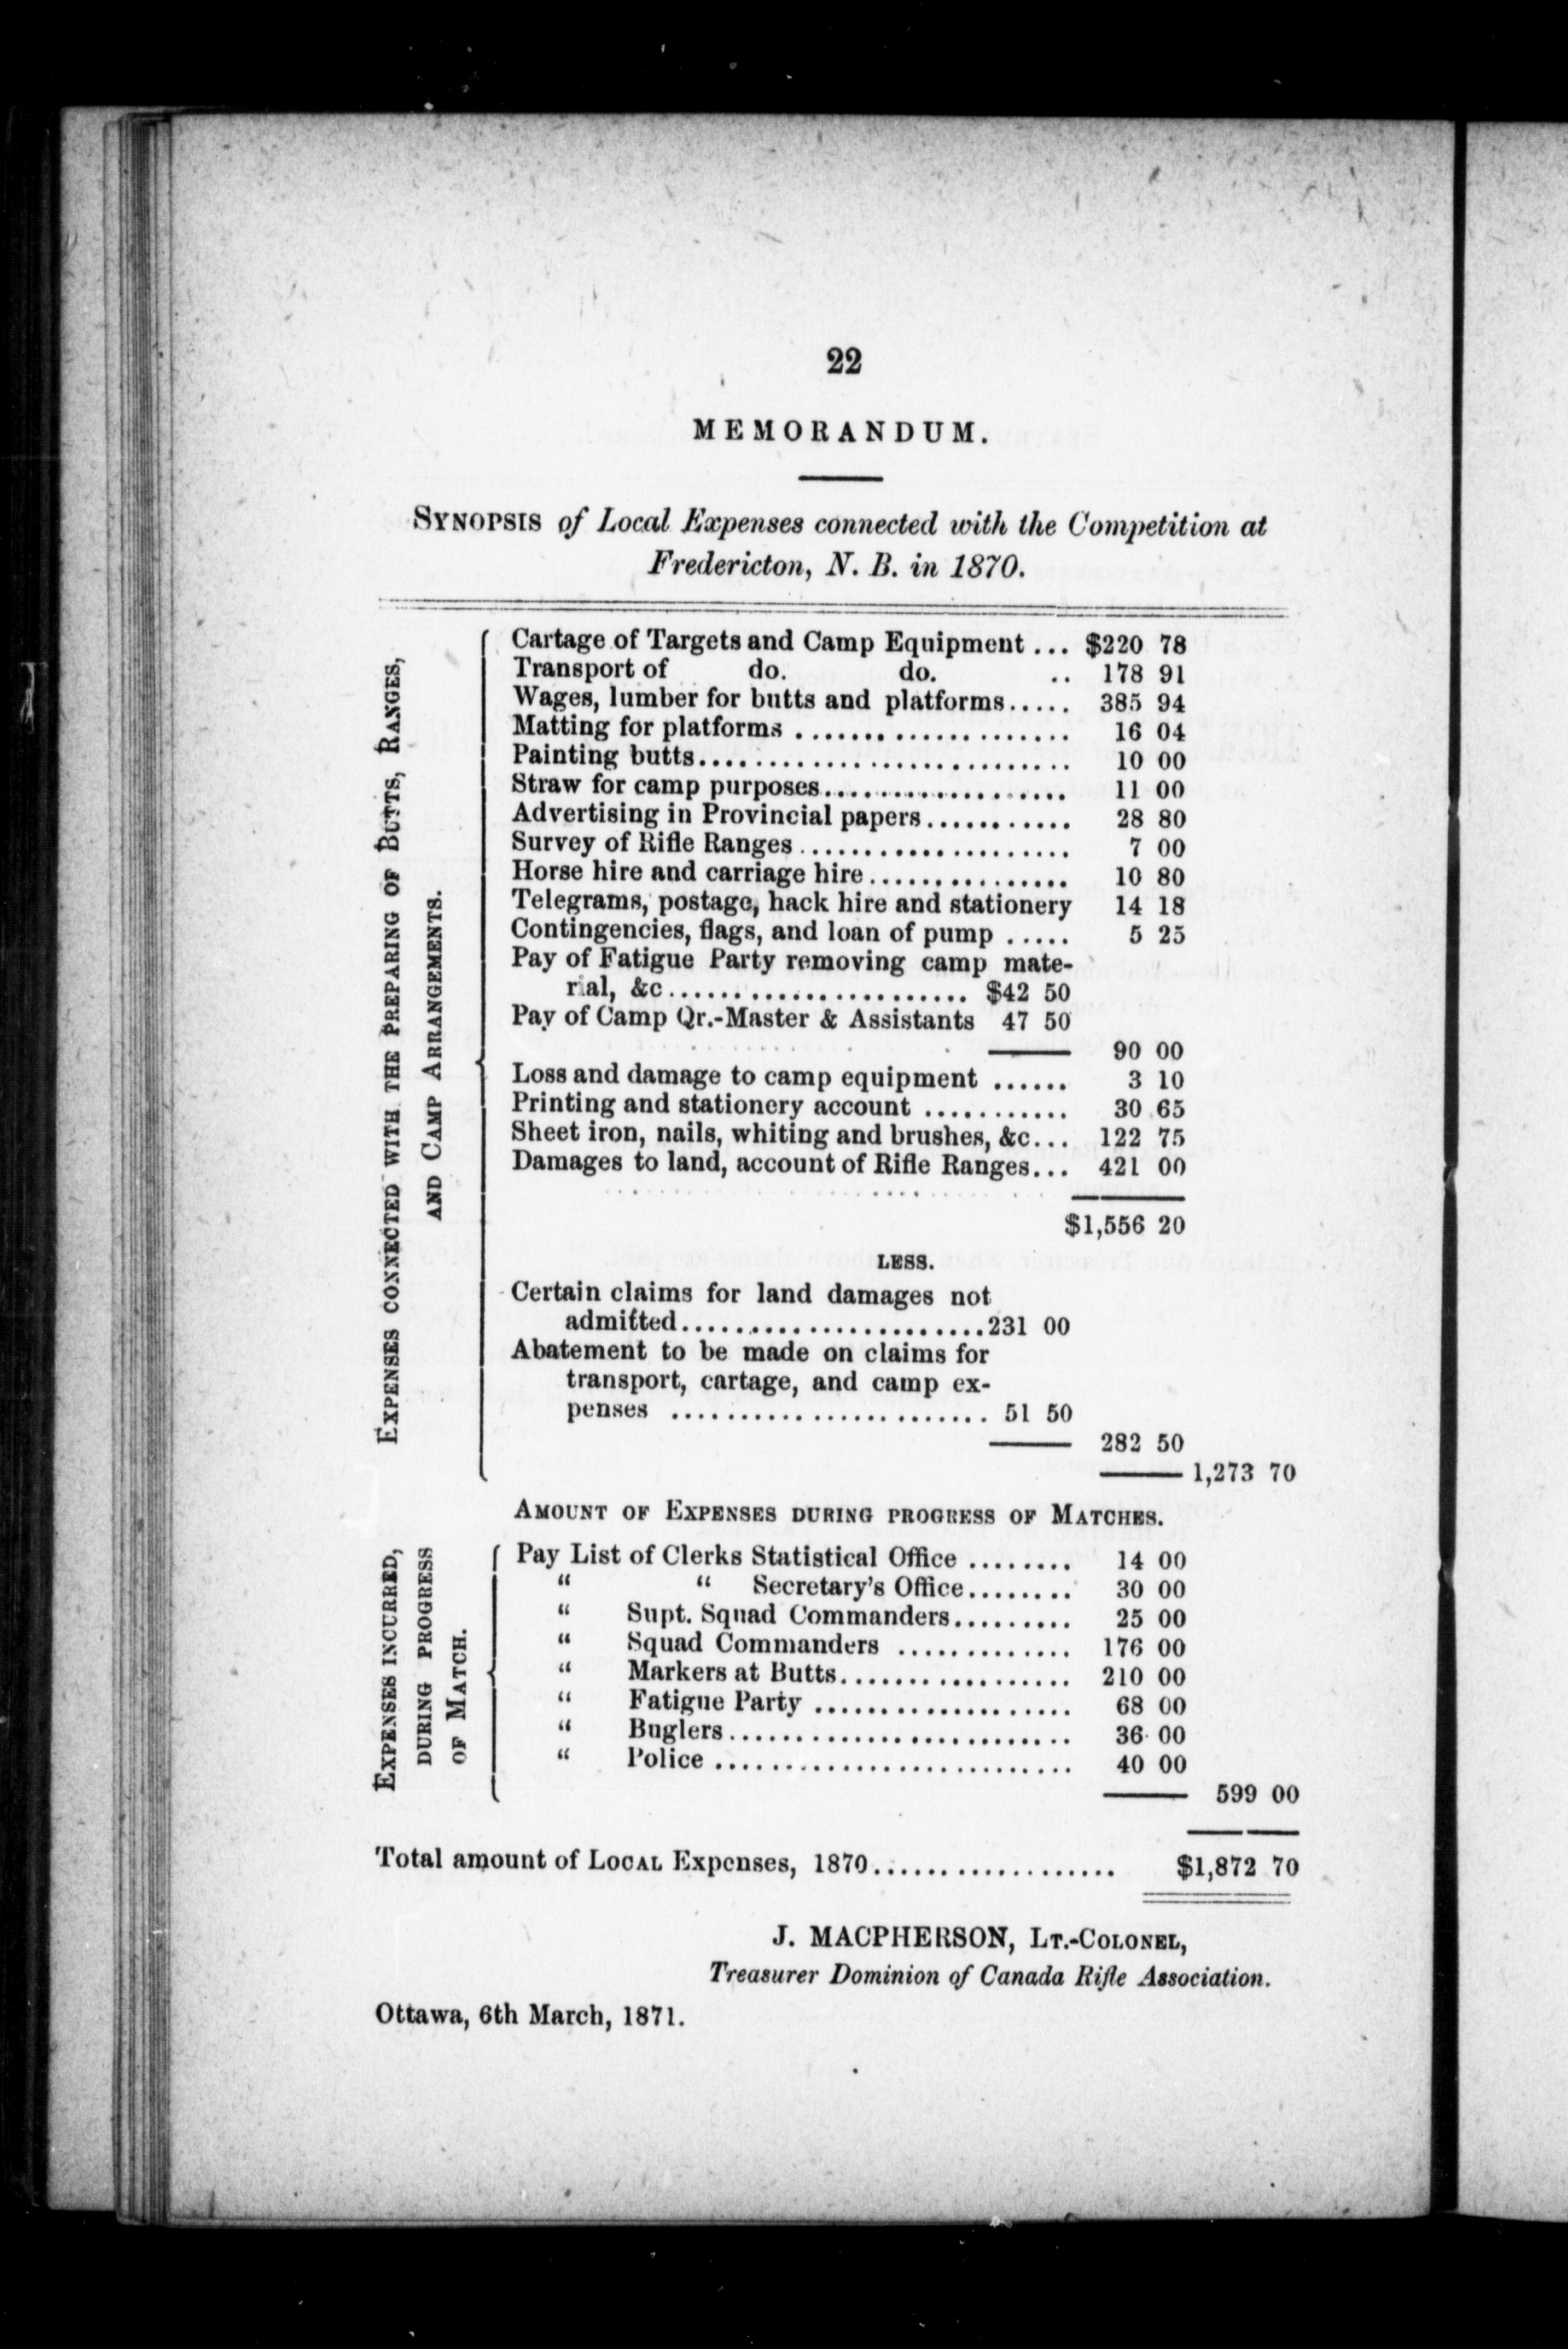 22
MEMORANDUM.
SYNOPSIS of Local Expenses connected with the Competition at
Fredericton, N. B. in 1870.
EXPENSES CONNECTED WITH THE PREPARING OF BUTTS, RANGES,
AND CAMP ARRANGEMENTS.
Cartage of Targets and Camp Equipment ... $220 78
Transport of do. do. .. 178 91
Wages, lumber for butts and platforms..... 385 94
Matting for platforms .................... 16 04
Painting butts............................ 10 00
Straw for camp purposes................... 11 00
Advertising in Provincial papers........... 28 80
Survey of Rifle Ranges..................... 7 00
Horse hire and carriage hire............... 10 80
Telegrams, postage, hack hire and stationery 14 18
Contingencies, flags, and loan of pump ..... 5 25
Pay of Fatigue Party removing camp mate-
rial, &c....................... $42 50
Pay of Camp Qr.-Master & Assistants 47 50
90 00
Loss and damage to camp equipment ...... 3 10
Printing and stationery account ........... 30 65
Sheet iron, nails, whiting and brushes, &c... 122 75
Damages to land, account of Rifle Ranges... 421 00
$1,556 20
LESS.
Certain claims for land damages not
admitted.......................231 00
Abatement to be made on claims for
transport, cartage, and camp ex-
penses ....................... 51 50
282 50
1,273 70
AMOUNT OF EXPENSES DURING PROGRESS OF MATCHES.
EXPENSES INCURRED,
DURING PROGRESS
OF MATCH.
Pay List of Clerks Statistical Office ........ 14 00
“ “ Secretary's Office........ 30 00
“ Supt. Squad Commanders......... 25 00
“ Squad Commanders ............. 176 00
“ Markers at Butts................. 210 00
“ Fatigue Party ................... 68 00
“ Buglers......................... 36 00
“ Police .......................... 40 00
599 00
Total amount of LOCAL Expenses, 1870.................. $1,872 70
J. MACPHERSON, LT.-COLONEL,
Treasurer Dominion of Canada Rifle Association.
Ottawa, 6th March, 1871.